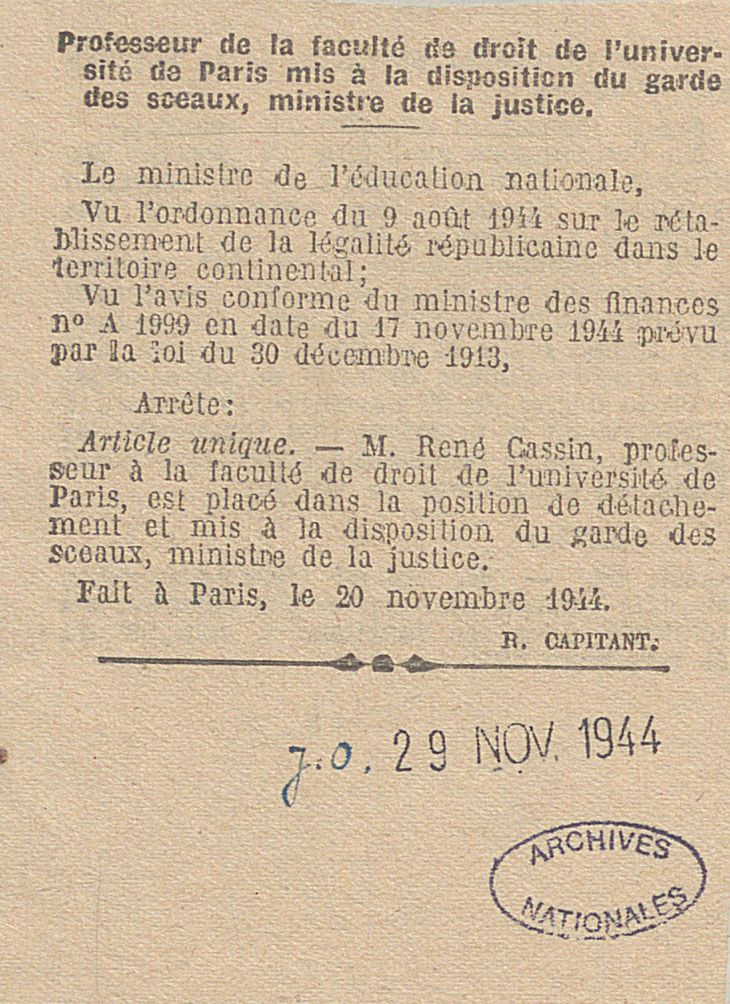 Professeur de la faculté de droit de l'univer-
sité de Paris mis à la disposition du garde
des sceaux, ministre de la justice.
Le ministre de l'éducation nationale,
Vu l'ordonnance du 9 août 1944 sur le réta-
blissement de la légalité républicaine dans le
territoire continental;
Vu l'avis conforme du ministre des finances
nº A 1999 en date du 17 novembre 1944 prévu
par la loi du 30 décembre 1913,
Arrête:
Article unique. — M. René Cassin, profes-
seur à la faculté de droit de l'université de
Paris, est placé dans la position de détache-
ment et mis à la disposition du garde des
sceaux, ministre de la justice.
Fait à Paris, le 20 novembre 1944.
R. CAPITANT.
J.O. 29 NOV. 1944
ARCHIVES
NATIONALES